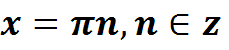 x = πn, n ∈ z